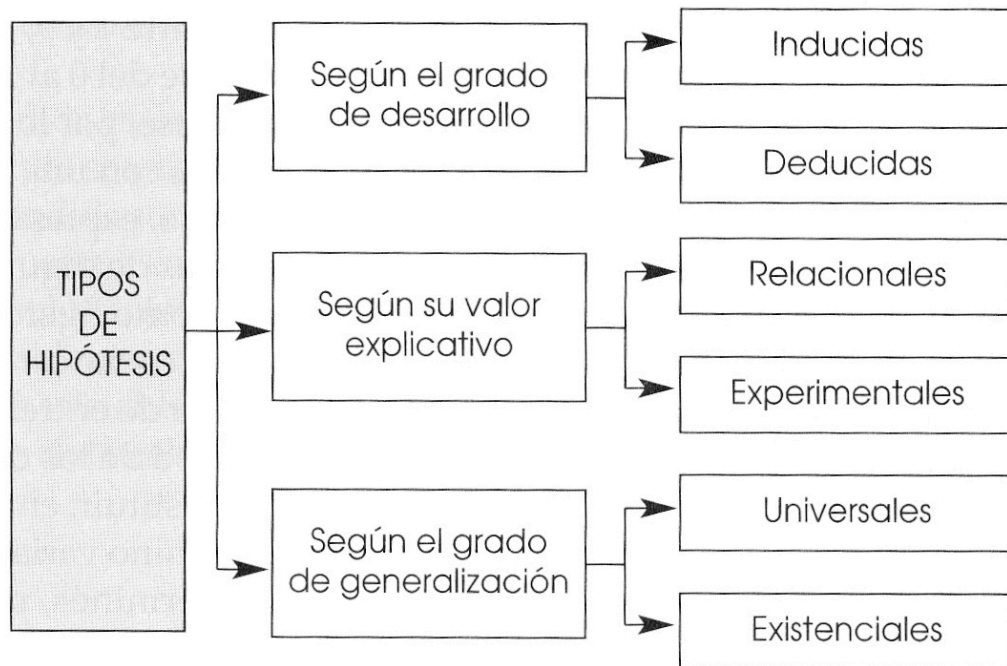 TIPOS
DE
HIPÓTESIS
Según el grado
de desarrollo
Inducidas
Deducidas
Según su valor
explicativo
Relacionales
Experimentales
Según el grado
de generalización
Universales
Existenciales